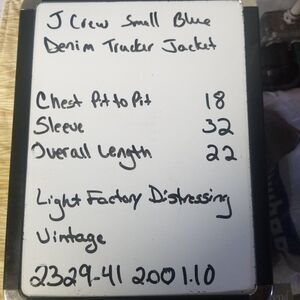 J Crew Small Blue
Denim Trucker Jacket
Chest Pit to Pit 18
Sleeve 32
Overall Length 22
Light Factory Distressing
Vintage
2329-41 2001.10